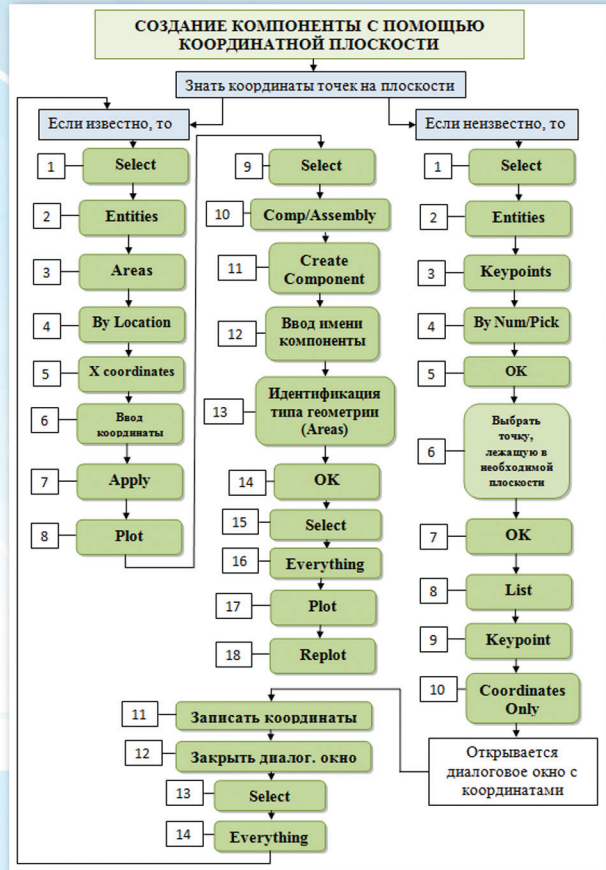 СОЗДАНИЕ КОМПОНЕНТЫ С ПОМОЩЬЮ
КООРДИНАТНОЙ ПЛОСКОСТИ
Знать координаты точек на плоскости
Если известно, то
1
Select
2
Entities
3
Areas
4
By Location
5
X coordinates
6
Ввод
координаты
7
Apply
8
Plot
9
Select
10
Comp/Assembly
11
Create
Component
12
Ввод имени
компоненты
13
Идентификация
типа геометрии
(Areas)
14
OK
15
Select
16
Everything
17
Plot
18
Replot
Если неизвестно, то
1
Select
2
Entities
3
Keypoints
4
By Num/Pick
5
OK
6
Выбрать
точку,
лежащую в
необходимой
плоскости
7
OK
8
List
9
Keypoint
10
Coordinates
Only
Открывается
диалоговое окно с
координатами
11
Записать координаты
12
Закрыть диалог. окно
13
Select
14
Everything